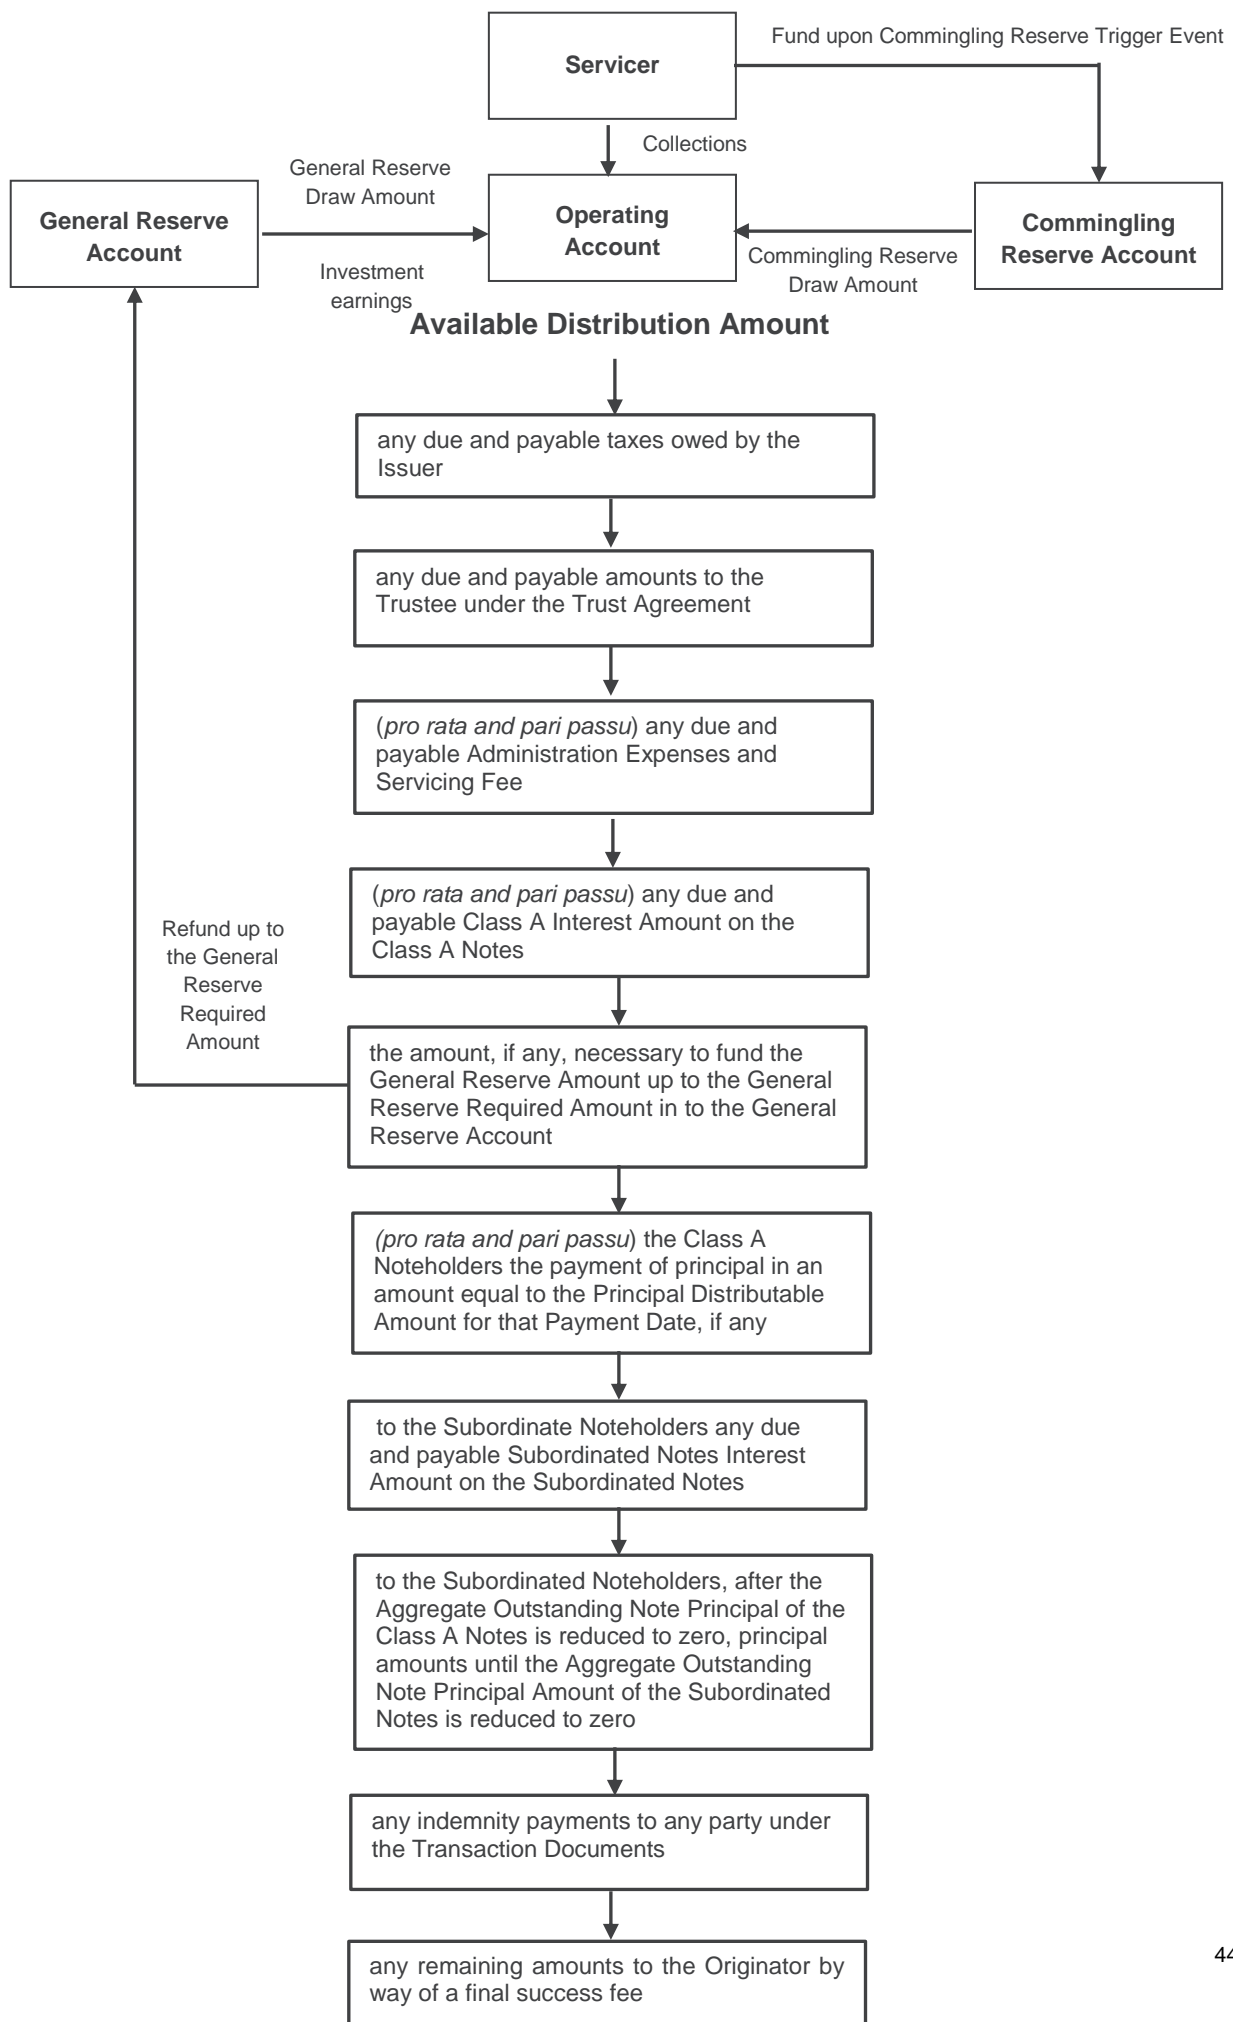 Fund upon Commingling Reserve Trigger Event
Servicer
Collections
General Reserve
Draw Amount
General Reserve
Account
Operating
Account
Commingling
Reserve Account
Investment
earnings
Commingling Reserve
Draw Amount
Available Distribution Amount
any due and payable taxes owed by the
Issuer
any due and payable amounts to the
Trustee under the Trust Agreement
(pro rata and pari passu) any due and
payable Administration Expenses and
Servicing Fee
(pro rata and pari passu) any due and
payable Class A Interest Amount on the
Class A Notes
Refund up to
the General
Reserve
Required
Amount
the amount, if any, necessary to fund the
General Reserve Amount up to the General
Reserve Required Amount in to the General
Reserve Account
(pro rata and pari passu) the Class A
Noteholders the payment of principal in an
amount equal to the Principal Distributable
Amount for that Payment Date, if any
to the Subordinate Noteholders any due
and payable Subordinated Notes Interest
Amount on the Subordinated Notes
to the Subordinated Noteholders, after the
Aggregate Outstanding Note Principal of the
Class A Notes is reduced to zero, principal
amounts until the Aggregate Outstanding
Note Principal Amount of the Subordinated
Notes is reduced to zero
any indemnity payments to any party under
the Transaction Documents
any remaining amounts to the Originator by
way of a final success fee
44